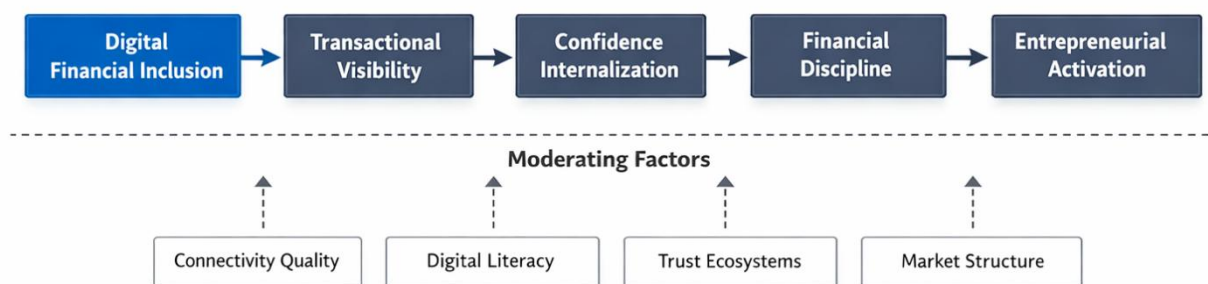 Digital
Financial Inclusion
Transactional
Visibility
Confidence
Internalization
Financial
Discipline
Entrepreneurial
Activation
Moderating Factors
Connectivity Quality
Digital Literacy
Trust Ecosystems
Market Structure